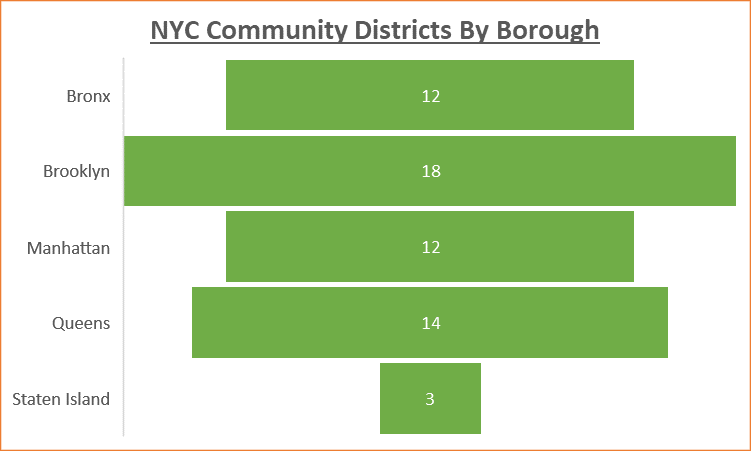 NYC Community Districts By Borough
Bronx 12
Brooklyn 18
Manhattan 12
Queens 14
Staten Island 3